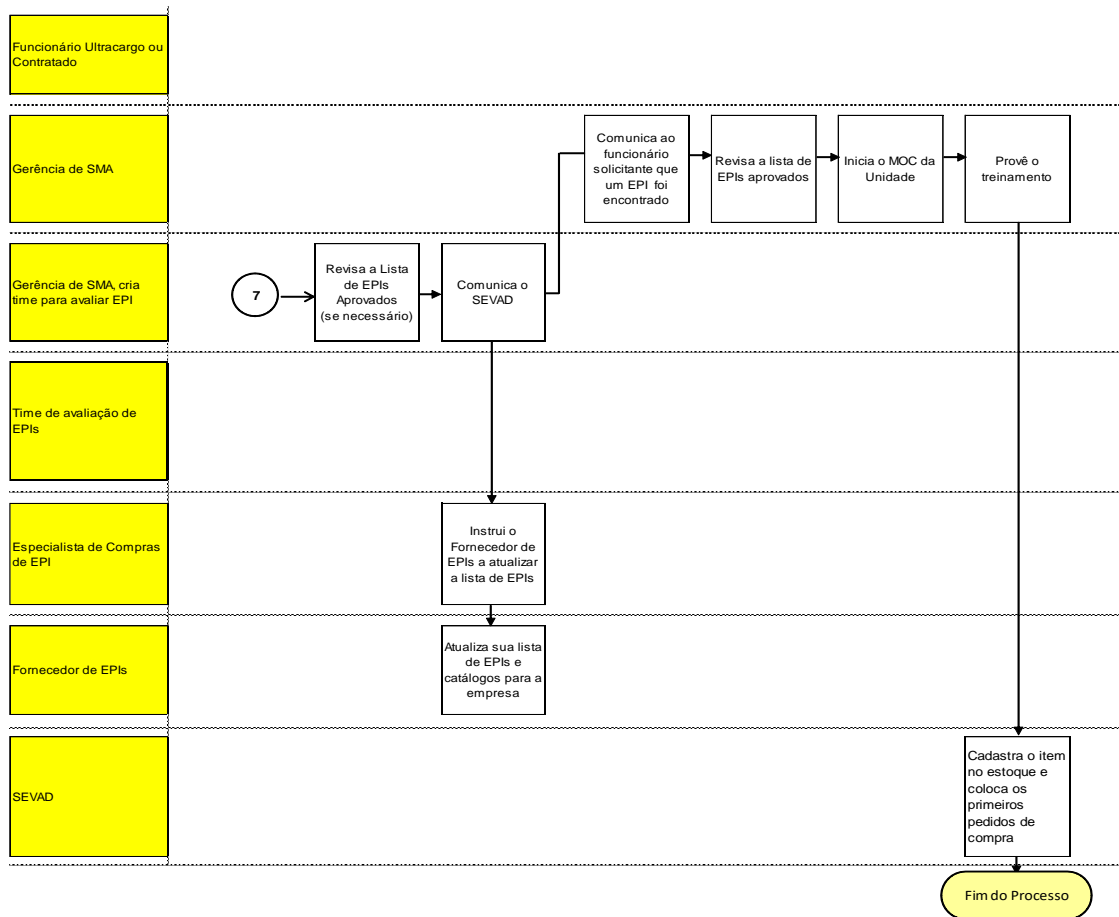 Funcionário Ultracargo ou
Contratado
Gerência de SMA
Comunica ao
funcionário
solicitante que
um EPI foi
encontrado
Revisa a lista de
EPIs aprovados
Inicia o MOC da
Unidade
Provê o
treinamento
Gerência de SMA, cria
time para avaliar EPI
7
Revisa a Lista
de EPIs
Aprovados
(se necessário)
Comunica o
SEVAD
Time de avaliação de
EPIs
Especialista de Compras
de EPI
Instrui o
Fornecedor de
EPIs a atualizar
a lista de EPIs
Fornecedor de EPIs
Atualiza sua lista
de EPIs e
catálogos para a
empresa
SEVAD
Cadastra o item
no estoque e
coloca os
primeiros
pedidos de
compra
Fim do Processo